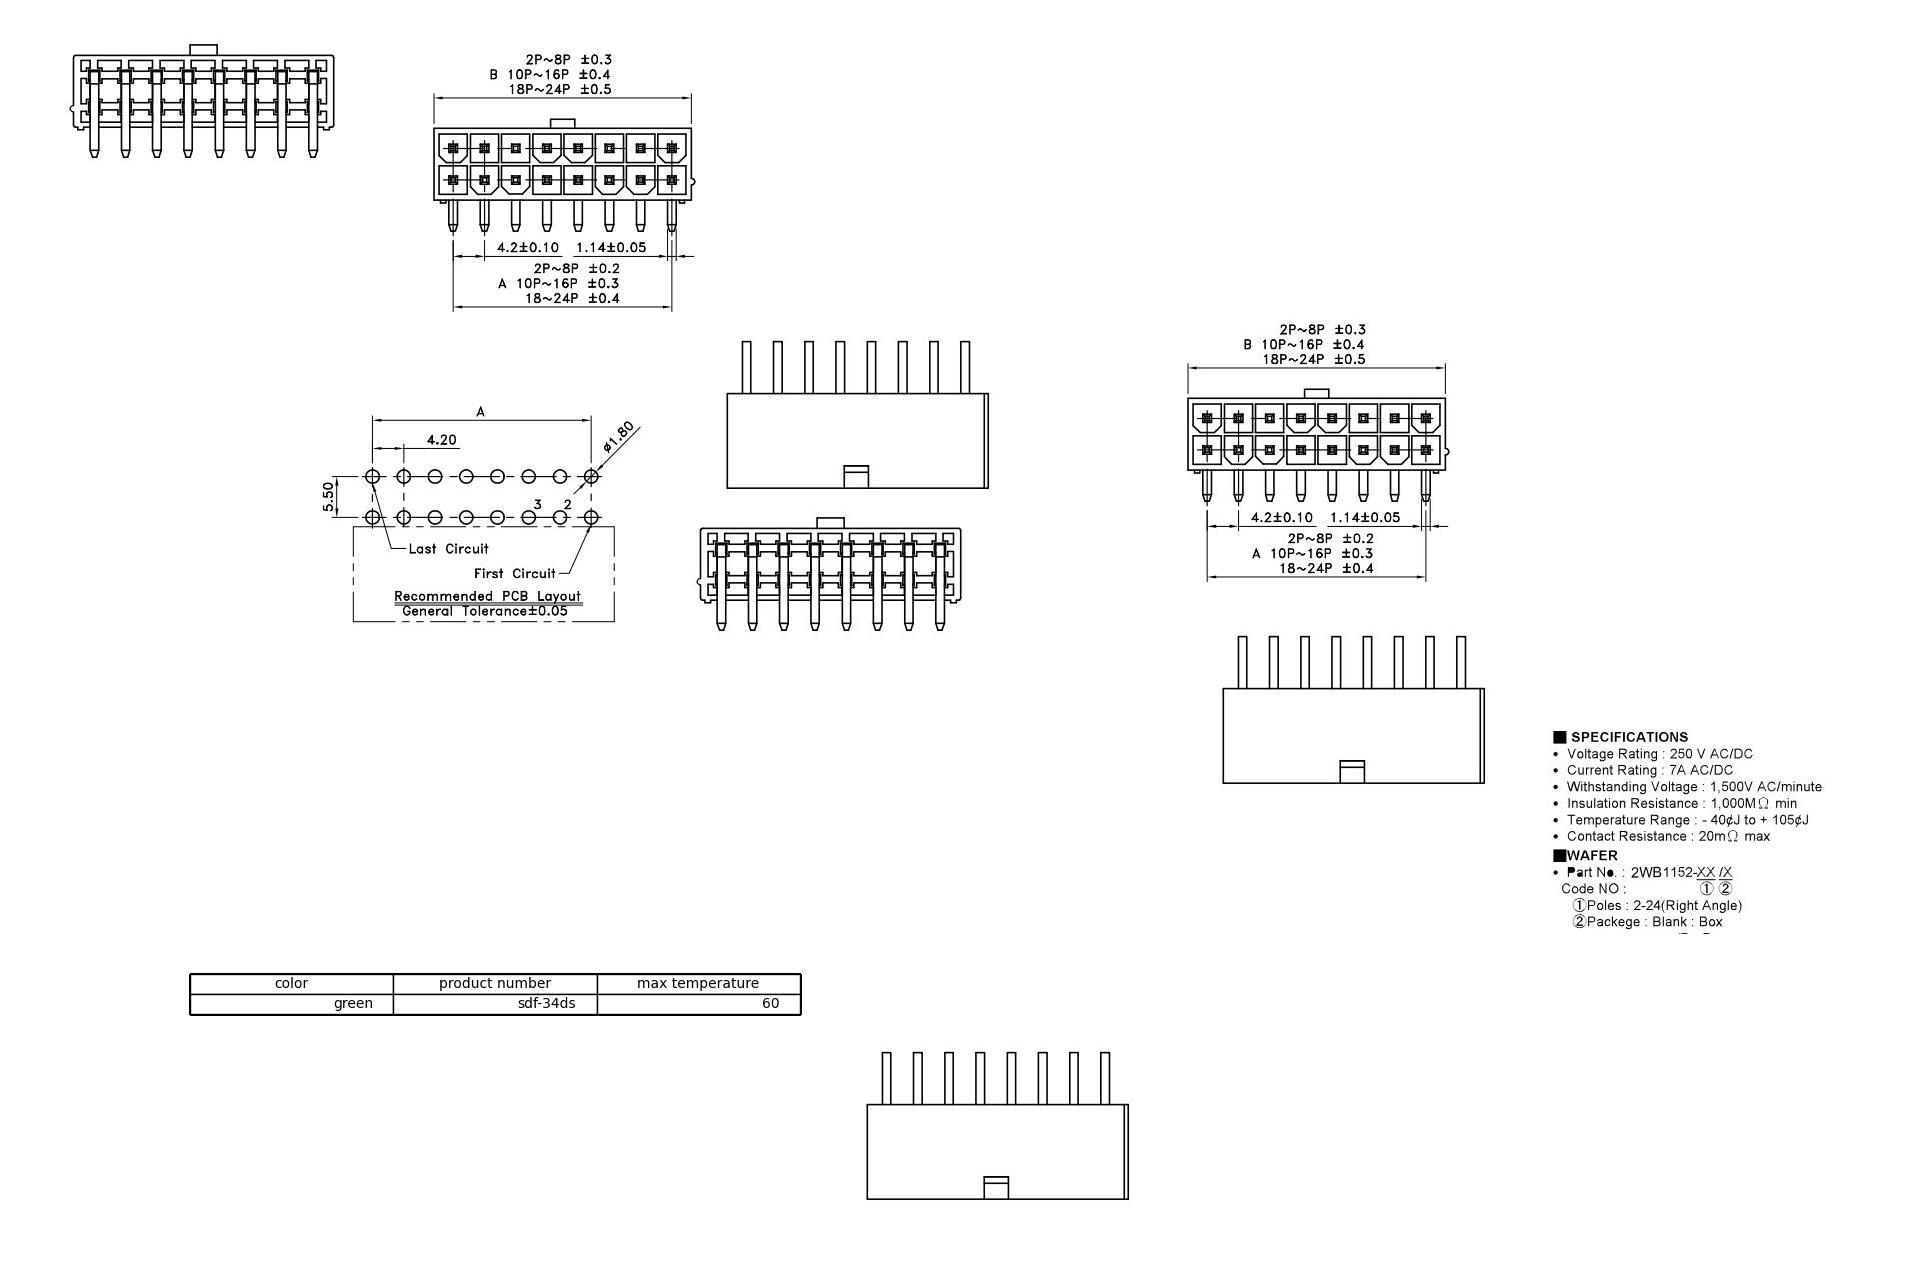 2P~8P ±0.3
B 10P~16P ±0.4
18P~24P ±0.5
4.2±0.10 1.14±0.05
2P~8P ±0.2
A 10P~16P ±0.3
18~24P ±0.4
A
4.20
ø1.80
5.50
3 2
Last Circuit
First Circuit
Recommended PCB Layout
General Tolerance±0.05
2P~8P ±0.3
B 10P~16P ±0.4
18P~24P ±0.5
4.2±0.10 1.14±0.05
2P~8P ±0.2
A 10P~16P ±0.3
18~24P ±0.4
■ SPECIFICATIONS
• Voltage Rating : 250 V AC/DC
• Current Rating : 7A AC/DC
• Withstanding Voltage : 1,500V AC/minute
• Insulation Resistance : 1,000MΩ min
• Temperature Range : - 40¢J to + 105¢J
• Contact Resistance : 20mΩ max
■WAFER
• Part No. : 2WB1152-XX /X
Code NO : ① ②
①Poles : 2-24(Right Angle)
②Packege : Blank : Box
color product number max temperature
green sdf-34ds 60